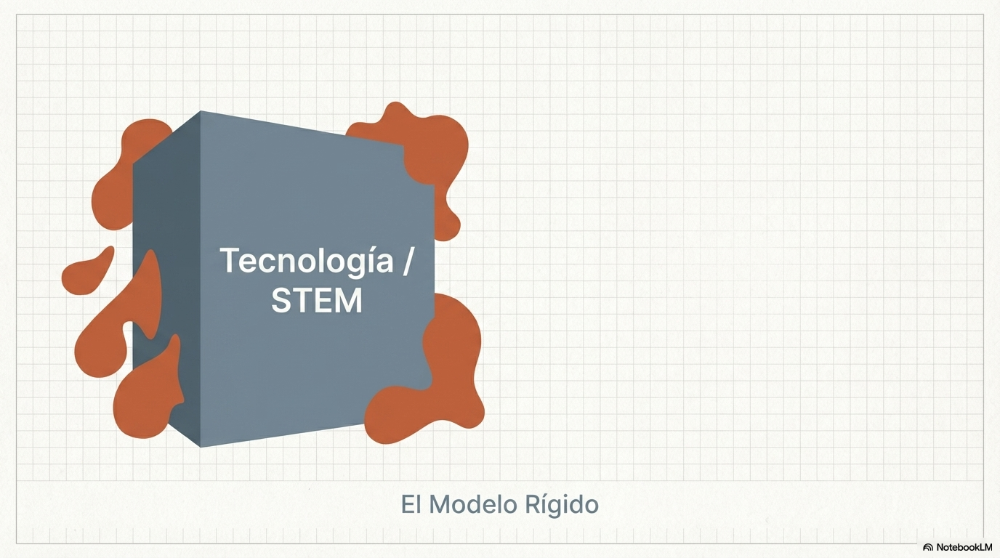 Tecnología /
STEM
El Modelo Rígido
NotebookLM